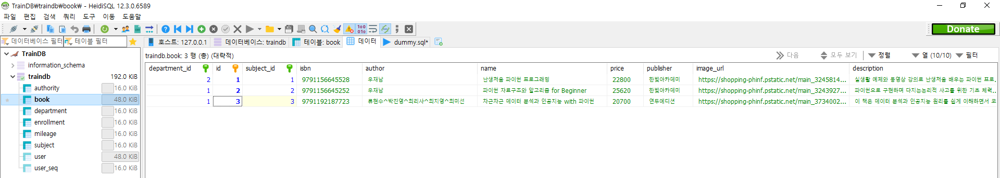 HS TrainDB₩traindb₩book₩ - HeidiSQL 12.3.0.6589
파일 편집 검색 쿼리 도구 이동 도움말
Donate
데이터베이스 필터 테이블 필터 호스트: 127.0.0.1 데이터베이스: traindb 테이블: book 데이터 dummy.sql*
TrainDB
information_schema
traindb 192.0 KiB
authority 16.0 KiB
book 48.0 KiB
department 16.0 KiB
enrollment 16.0 KiB
mileage 16.0 KiB
subject 16.0 KiB
user 48.0 KiB
user_seq 16.0 KiB
traindb.book: 3 행 (총) (대략적) 다음 모두 보기 정렬 열 (10/10) 필터
department_id id subject_id isbn author name price publisher image_url description
2 1 1 9791156645528 우재남 난생처음 파이썬 프로그래밍 22800 한빛아카데미 https://shopping-phinf.pstatic.net/main_3245814... 실생활 예제와 동영상 강의로 난생처음 배우는 파이썬 프로...
1 2 2 9791156645252 우재남 파이썬 자료구조와 알고리즘 for Beginner 25620 한빛아카데미 https://shopping-phinf.pstatic.net/main_3243927... 파이썬으로 구현하며 다지는논리적 사고를 위한 기초 체력...
1 3 3 9791192187723 류현수^박진영^최리사^최지영^최미선 차근차근 데이터 분석과 인공지능 with 파이썬 20700 연두에디션 https://shopping-phinf.pstatic.net/main_3734002... 이 책은 데이터 분석과 인공지능 원리를 쉽게 이해하면서 코